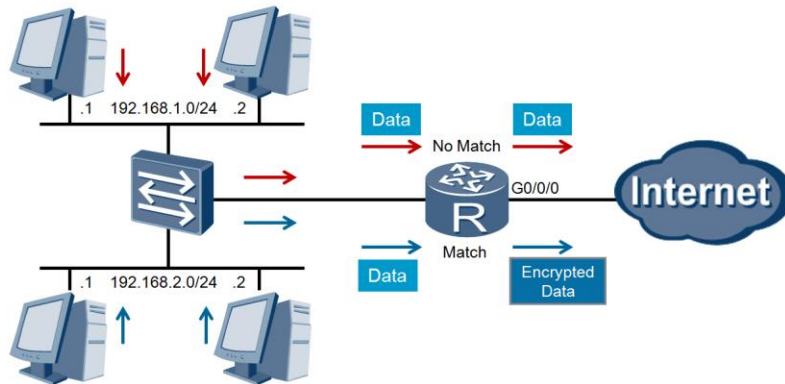 .1 192.168.1.0/24 .2
Data Data
No Match
G0/0/0
Internet
R
Match
.1 192.168.2.0/24 .2
Data
Encrypted
Data